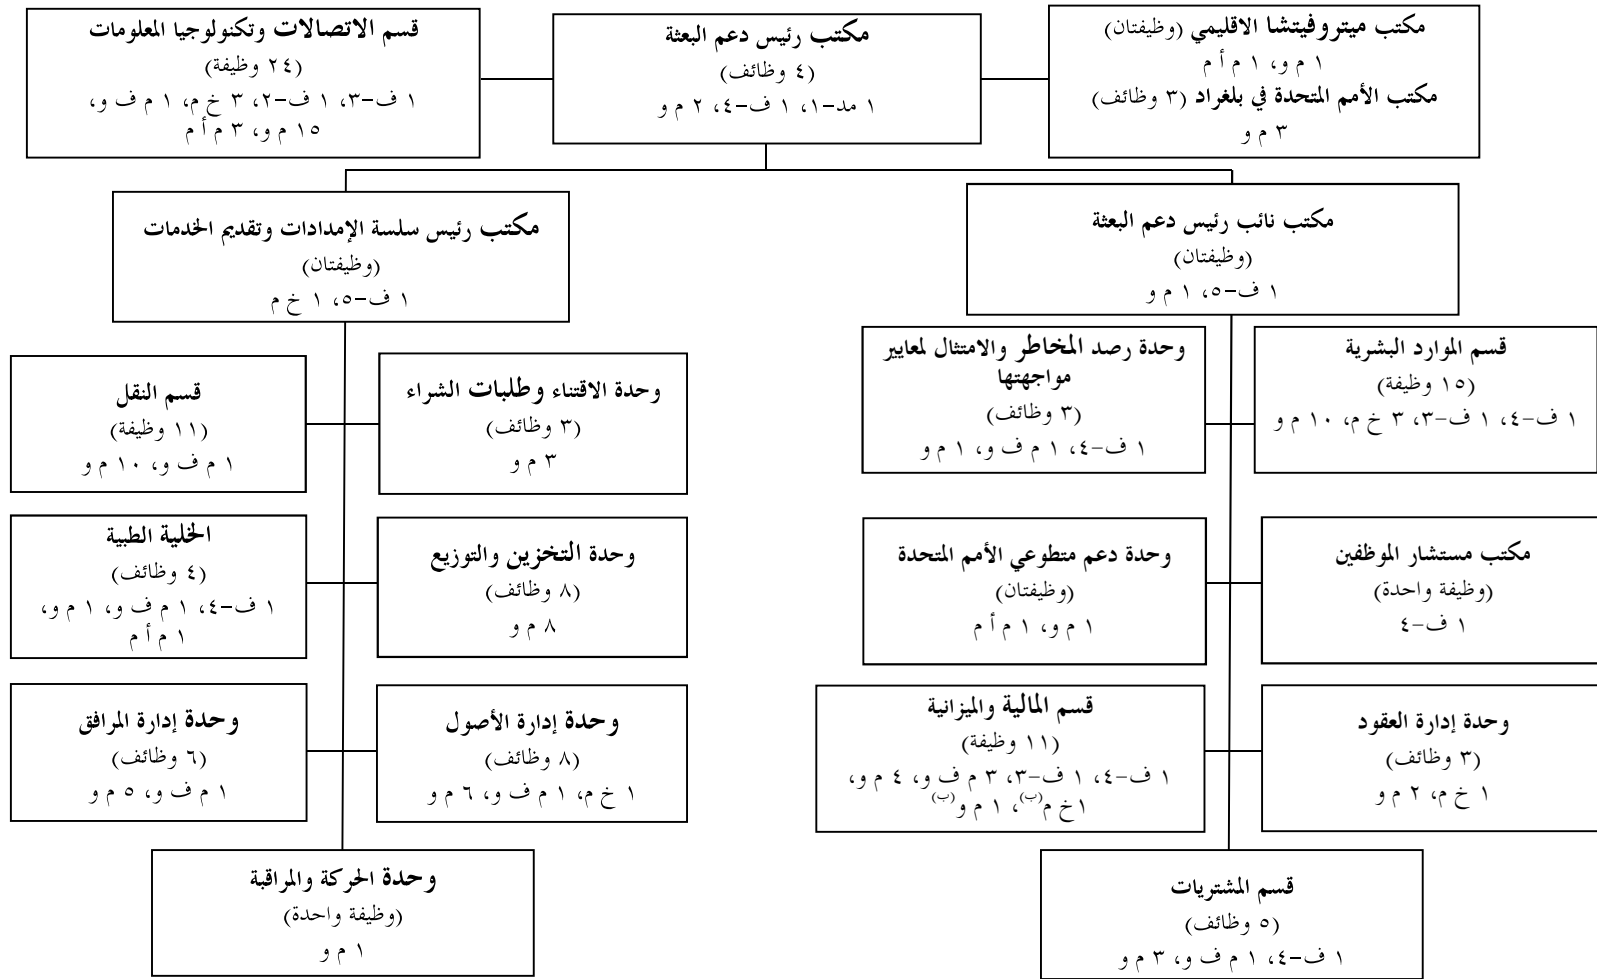 مكتب ميتروفيتشا الاقليمي (وظيفتان)
١ م و، ١ م أ م
مكتب الأمم المتحدة في بلغراد (٣ وظائف)
٣ م و
مكتب رئيس دعم البعثة
(٤ وظائف)
١ مد-١، ١ ف-٤، ٢ م و
قسم الاتصالات وتكنولوجيا المعلومات
(٢٤ وظيفة)
١ ف-٣، ١ ف-٢، ٣ خ م، ١ م ف و،
١٥ م و، ٣ م أ م
مكتب نائب رئيس دعم البعثة
(وظيفتان)
١ ف-٥، ١ م و
مكتب رئيس سلسة الإمدادات وتقديم الخدمات
(وظيفتان)
١ ف-٥، ١ خ م
قسم الموارد البشرية
(١٥ وظيفة)
١ ف-٤، ١ ف-٣، ٣ خ م، ١٠ م و
وحدة رصد المخاطر والامتثال لمعايير
مواجهتها
(٣ وظائف)
١ ف-٤، ١ م ف و، ١ م و
وحدة الاقتناء وطلبات الشراء
(٣ وظائف)
٣ م و
قسم النقل
(١١ وظيفة)
١ م ف و، ١٠ م و
مكتب مستشار الموظفين
(وظيفة واحدة)
١ ف-٤
وحدة دعم متطوعي الأمم المتحدة
(وظيفتان)
١ م و، ١ م أ م
وحدة التخزين والتوزيع
(٨ وظائف)
٨ م و
الخلية الطبية
(٤ وظائف)
١ ف-٤، ١ م ف و، ١ م و،
١ م أ م
وحدة إدارة العقود
(٣ وظائف)
١ خ م، ٢ م و
قسم المالية والميزانية
(١١ وظيفة)
١ ف-٤، ١ ف-٣، ٣ م ف و، ٤ م و،
١خ م(ب)، ١ م و(ب)
وحدة إدارة الأصول
(٨ وظائف)
١ خ م، ١ م ف و، ٦ م و
وحدة إدارة المرافق
(٦ وظائف)
١ م ف و، ٥ م و
قسم المشتريات
(٥ وظائف)
١ ف-٤، ١ م ف و، ٣ م و
وحدة الحركة والمراقبة
(وظيفة واحدة)
١ م و